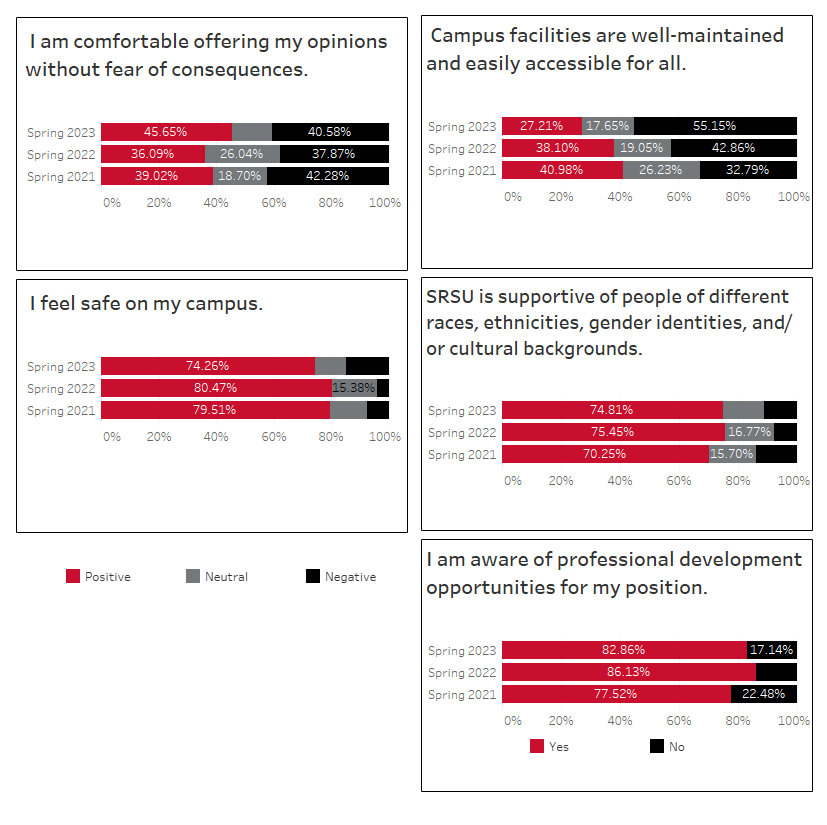 I am comfortable offering my opinions
without fear of consequences.
Spring 2023 45.65% 40.58%
Spring 2022 36.09% 26.04% 37.87%
Spring 2021 39.02% 18.70% 42.28%
0% 20% 40% 60% 80% 100%
Campus facilities are well-maintained
and easily accessible for all.
Spring 2023 27.21% 17.65% 55.15%
Spring 2022 38.10% 19.05% 42.86%
Spring 2021 40.98% 26.23% 32.79%
0% 20% 40% 60% 80% 100%
I feel safe on my campus.
Spring 2023 74.26%
Spring 2022 80.47% 15.38%
Spring 2021 79.51%
0% 20% 40% 60% 80% 100%
SRSU is supportive of people of different
races, ethnicities, gender identities, and/
or cultural backgrounds.
Spring 2023 74.81%
Spring 2022 75.45% 16.77%
Spring 2021 70.25% 15.70%
0% 20% 40% 60% 80% 100%
Positive Neutral Negative
I am aware of professional development
opportunities for my position.
Spring 2023 82.86% 17.14%
Spring 2022 86.13%
Spring 2021 77.52% 22.48%
0% 20% 40% 60% 80% 100%
Yes No